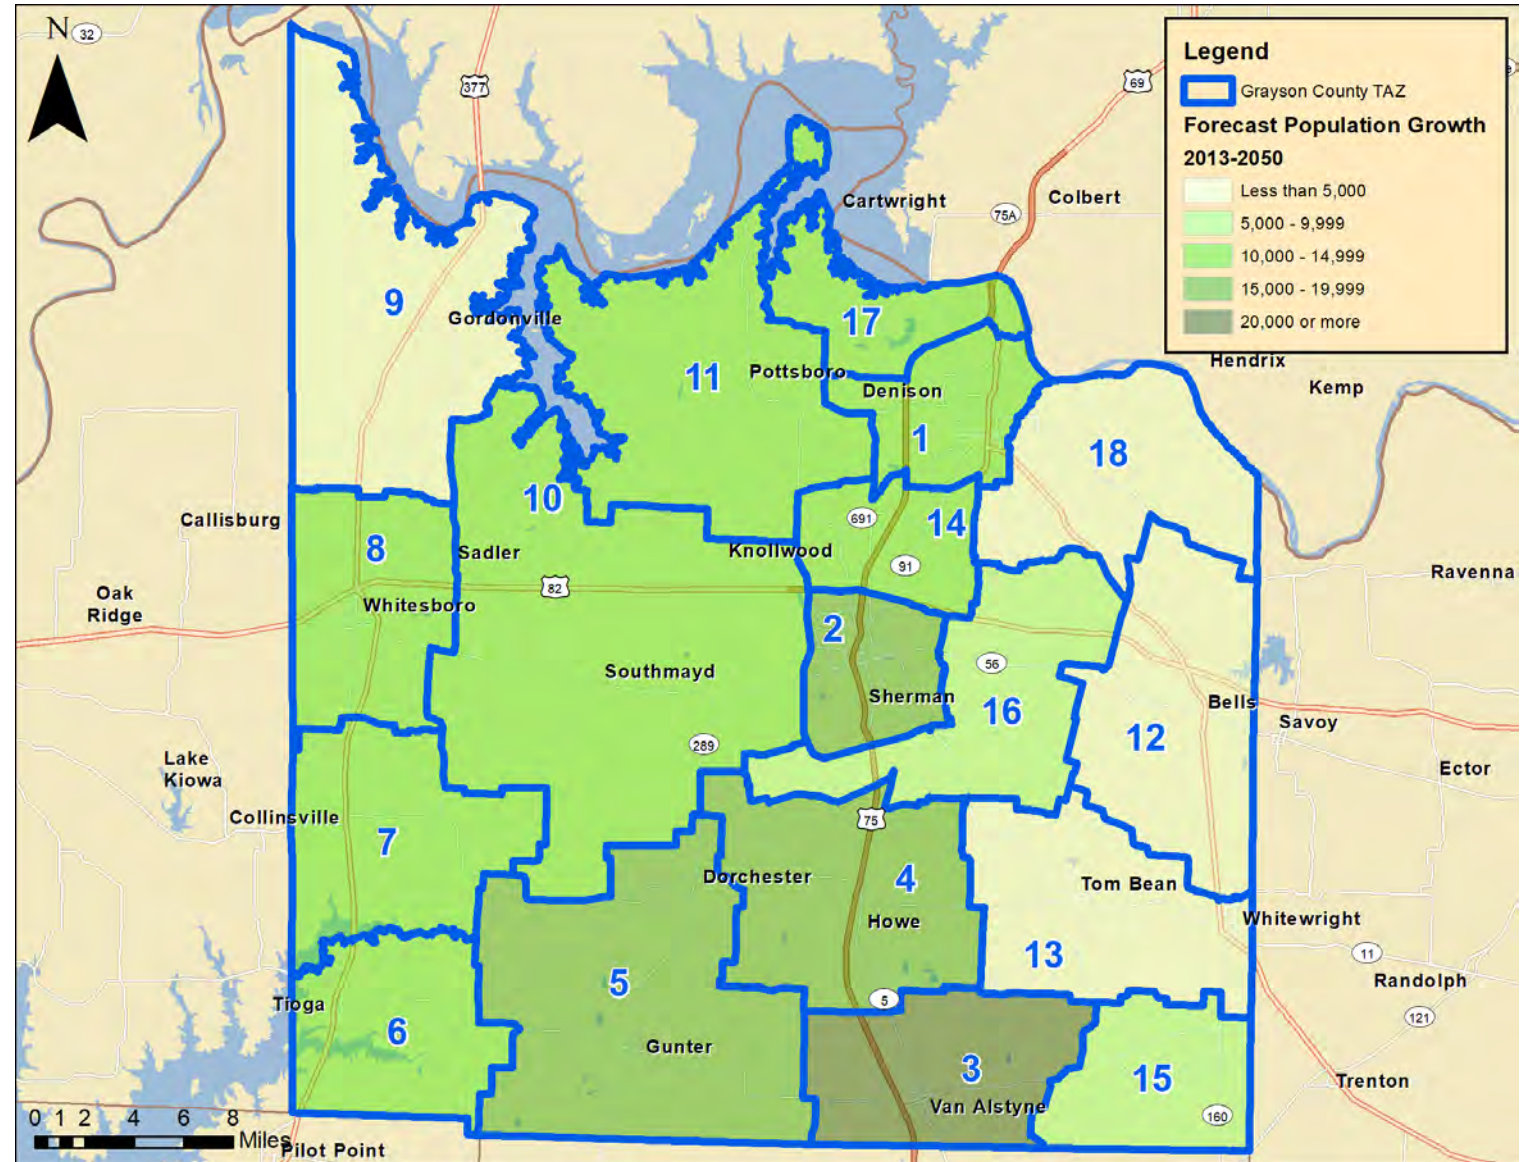 N
32
377
69
Legend
Grayson County TAZ
Forecast Population Growth
2013-2050
Less than 5,000
5,000 - 9,999
10,000 - 14,999
15,000 - 19,999
20,000 or more
Cartwright
75A
Colbert
9
Gordonville
17
Hendrix
11
Pottsboro
Denison
Kemp
1
18
10
Callisburg
691
14
8
Sadler
Knollwood
91
Ravenna
82
Oak
Ridge
Whitesboro
2
56
Southmayd
Sherman
16
Bells
Savoy
12
289
Lake
Kiowa
Ector
Collinsville
75
7
Dorchester
4
Tom Bean
Howe
Whitewright
13
11
5
Randolph
Tioga
5
121
6
Gunter
3
15
Trenton
Van Alstyne
160
0 1 2 4 6 8
Miles
Pilot Point